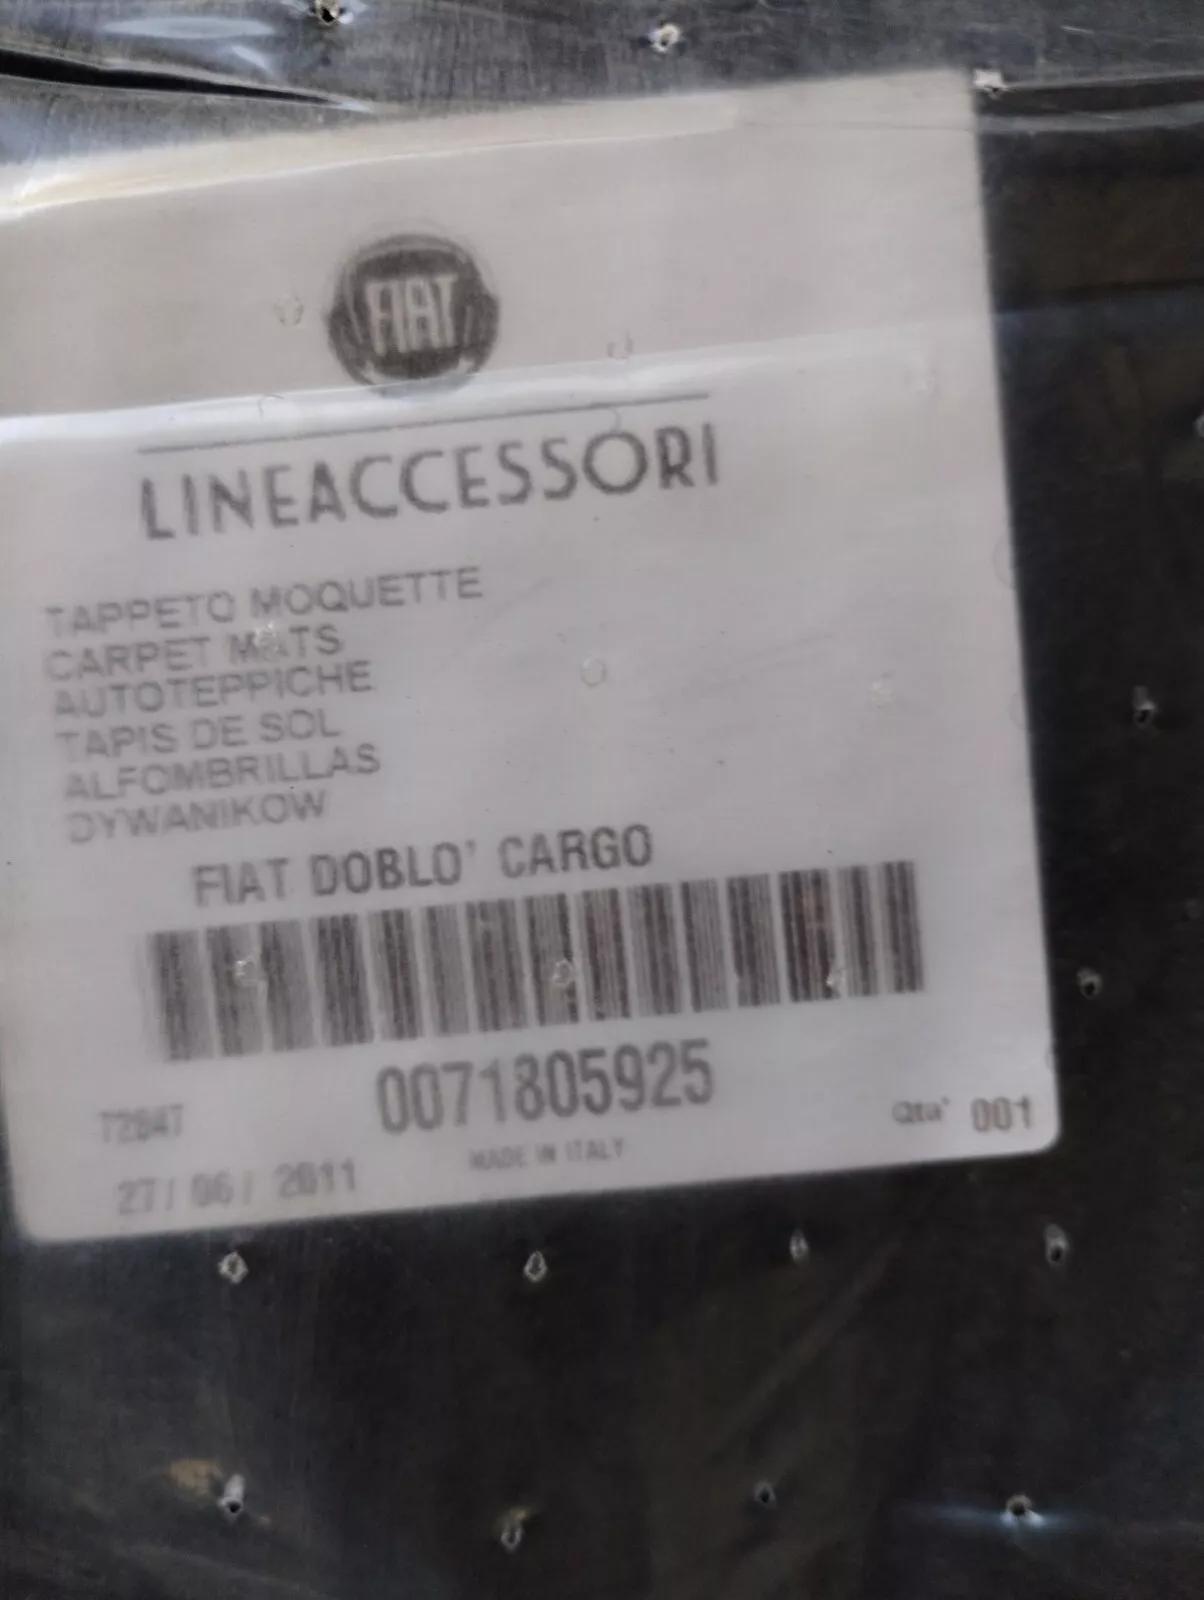 FIAT
LINEACCESSORI
TAPPETO MOQUETTE
CARPET MATS
AUTOTEPPICHE
TAPIS DE SOL
ALFOMBRILLAS
DYWANIKOW
FIAT DOBLO' CARGO
0071805925
Qta' 001
MADE IN ITALY
27/ 06/ 2011